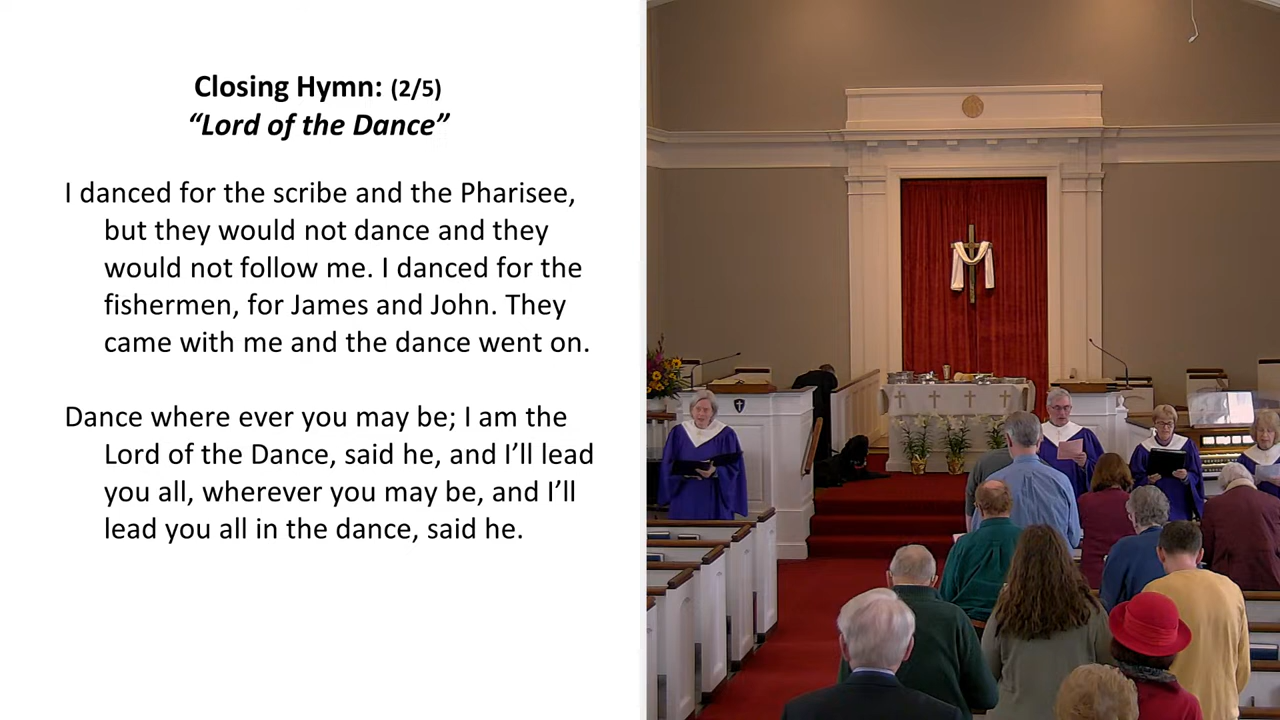 Closing Hymn: (2/5)
“Lord of the Dance”
I danced for the scribe and the Pharisee,
but they would not dance and they
would not follow me. I danced for the
fishermen, for James and John. They
came with me and the dance went on.
Dance where ever you may be; I am the
Lord of the Dance, said he, and I’ll lead
you all, wherever you may be, and I’ll
lead you all in the dance, said he.